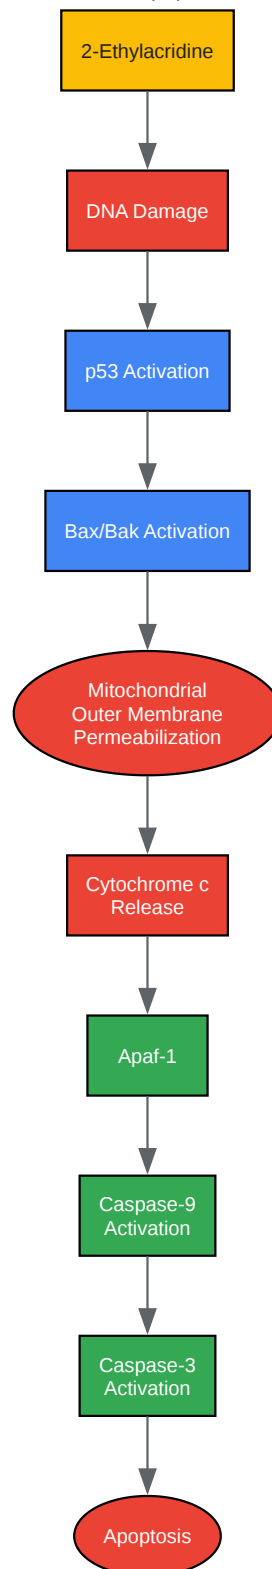 2-Ethylacridine
DNA Damage
p53 Activation
Bax/Bak Activation
Mitochondrial
Outer Membrane
Permeabilization
Cytochrome c
Release
Apaf-1
Caspase-9
Activation
Caspase-3
Activation
Apoptosis